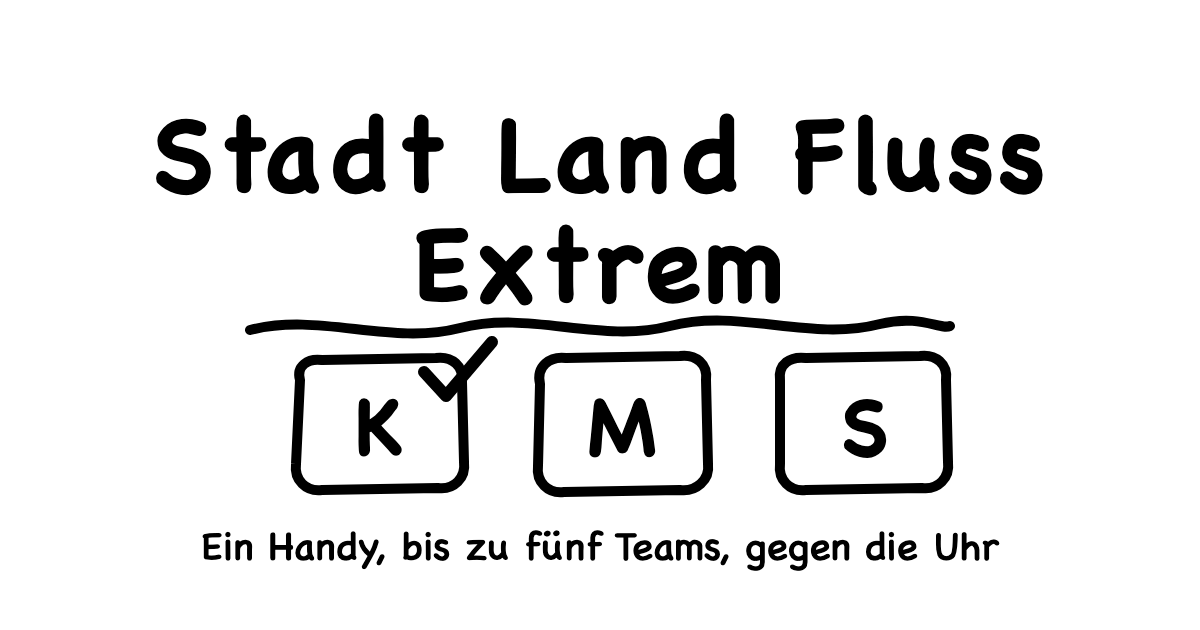 Stadt Land Fluss
Extrem
K M S
Ein Handy, bis zu fünf Teams, gegen die Uhr